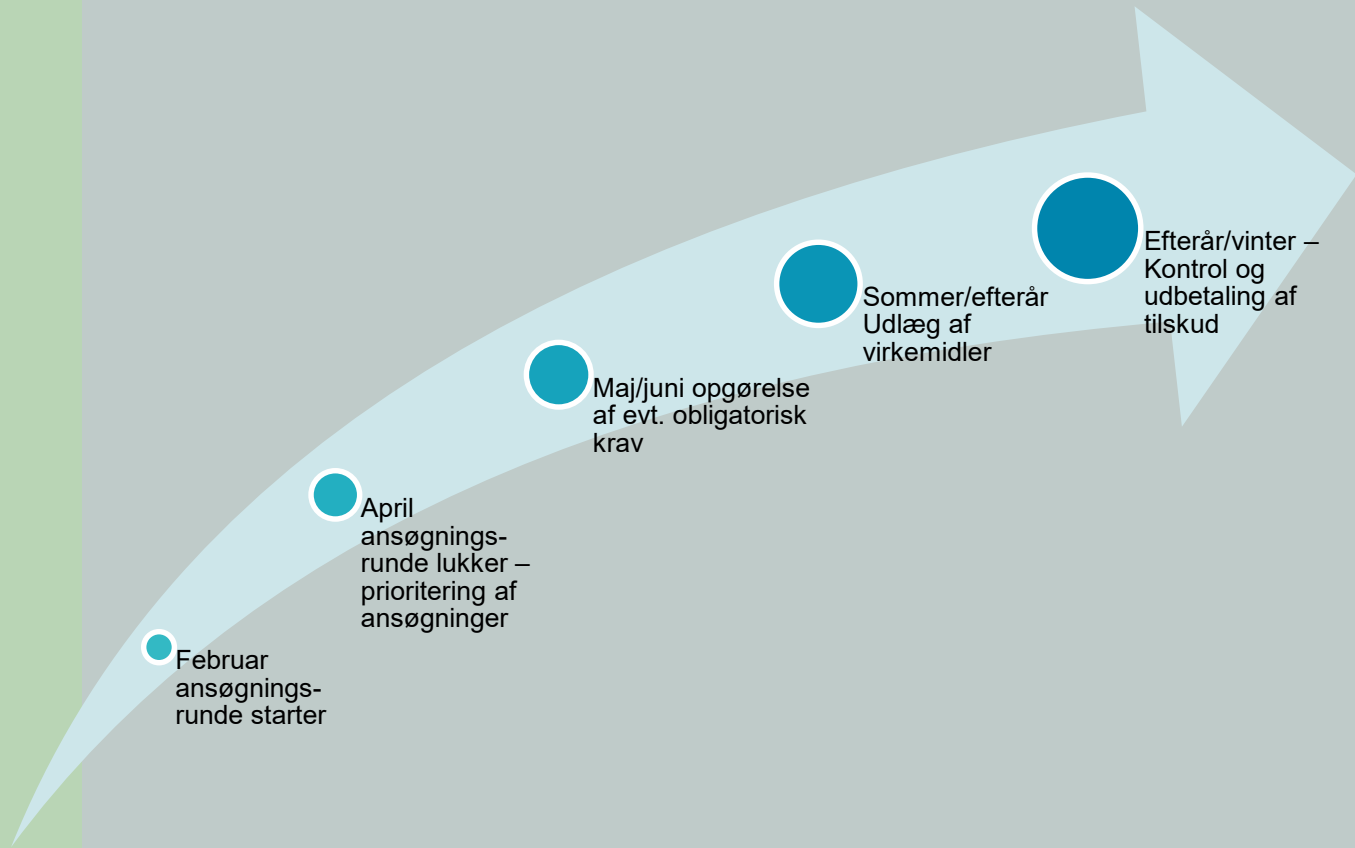 Februar
ansøgnings-
runde starter
April
ansøgnings-
runde lukker –
prioritering af
ansøgninger
Maj/juni opgørelse
af evt. obligatorisk
krav
Sommer/efterår
Udlæg af
virkemidler
Efterår/vinter –
Kontrol og
udbetaling af
tilskud